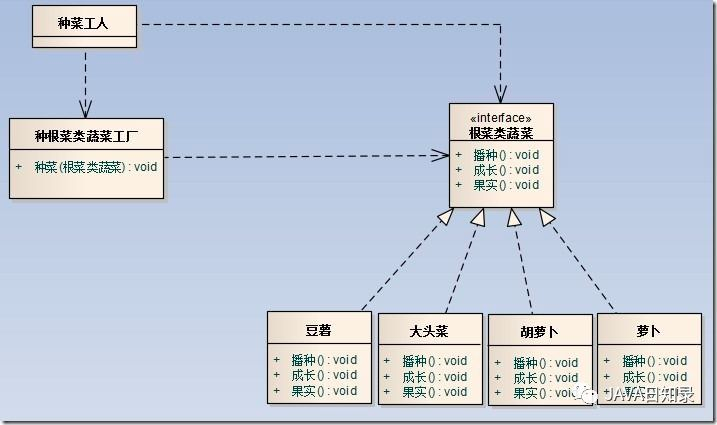 种菜工人
种根菜类蔬菜工厂
+ 种菜(根菜类蔬菜) : void
«interface»
根菜类蔬菜
+ 播种() : void
+ 成长() : void
+ 果实() : void
豆薯
+ 播种() : void
+ 成长() : void
+ 果实() : void
大头菜
+ 播种() : void
+ 成长() : void
+ 果实() : void
胡萝卜
+ 播种() : void
+ 成长() : void
+ 果实() : void
萝卜
+ 播种() : void
+ 成长() : void
+ 果实() : void
JAVA日知录